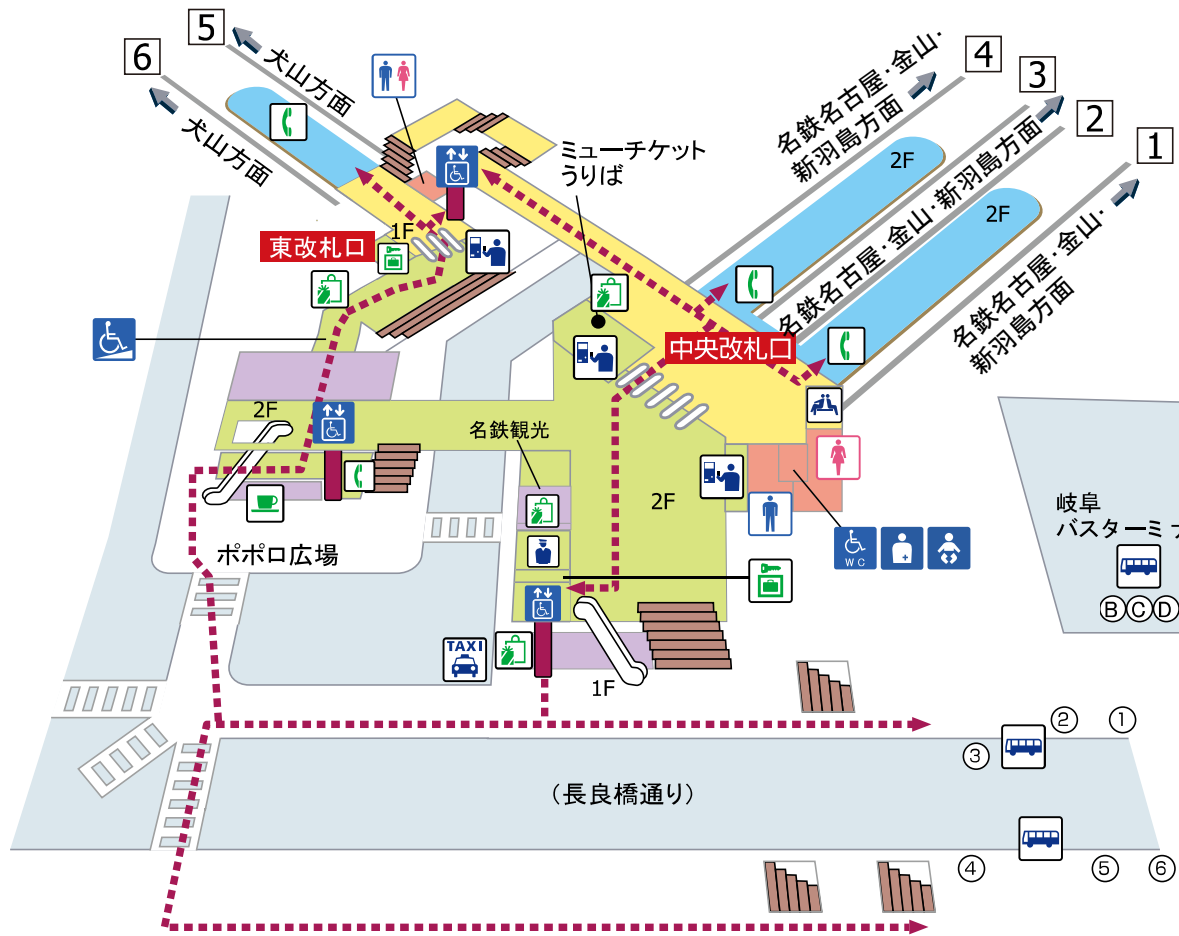 5
6
犬山方面
犬山方面
4
3
2
1
名鉄名古屋・金山・
新羽島方面
名鉄名古屋・金山・新羽島方面
名鉄名古屋・金山・
新羽島方面
2F
2F
ミューチケット
うりば
1F
東改札口
中央改札口
2F
名鉄観光
2F
ポポロ広場
WC
岐阜
バスターミナ
B C D
TAXI
1F
② ①
③
(長良橋通り)
④ ⑤ ⑥